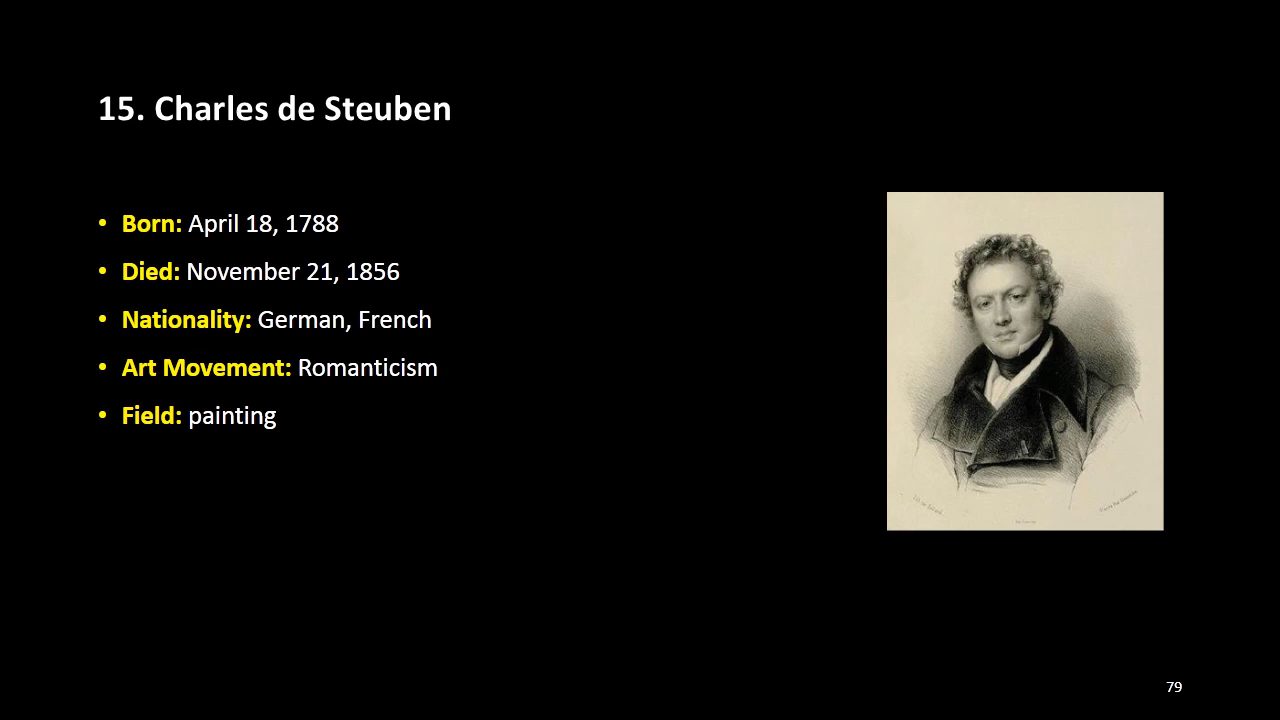 15. Charles de Steuben
• Born: April 18, 1788
• Died: November 21, 1856
• Nationality: German, French
• Art Movement: Romanticism
• Field: painting
79